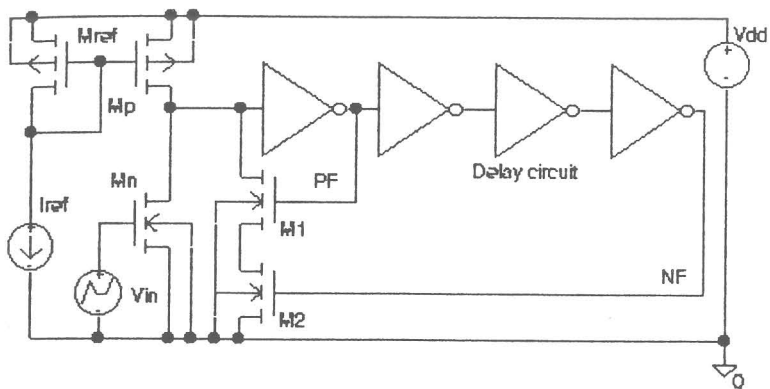 Mref
Vdd
Mp
Delay circuit
Mn
PF
Iref
M1
NF
Vin
M2
0